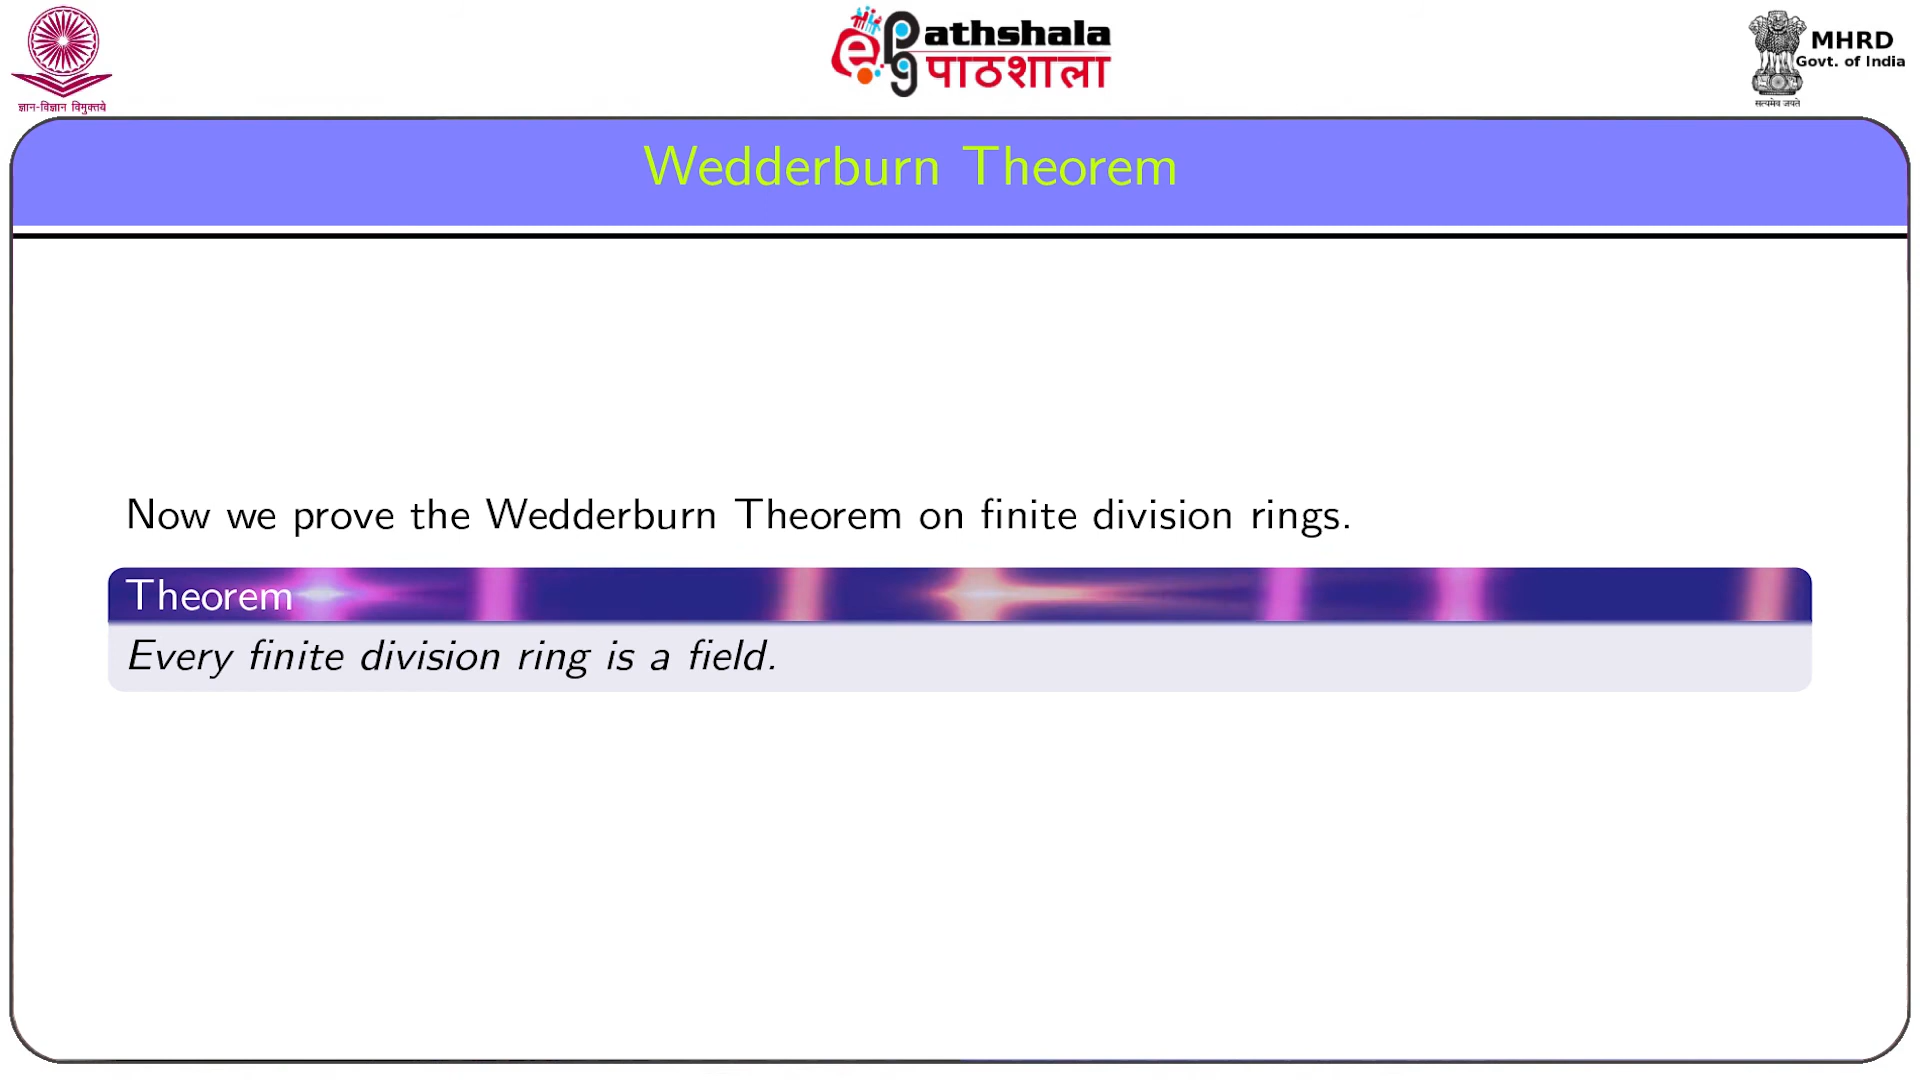 ज्ञान-विज्ञान विमुक्तये
ePG athshala
पाठशाला
MHRD
Govt. of India
सत्यमेव जयते
Wedderburn Theorem
Now we prove the Wedderburn Theorem on finite division rings.
Theorem
Every finite division ring is a field.